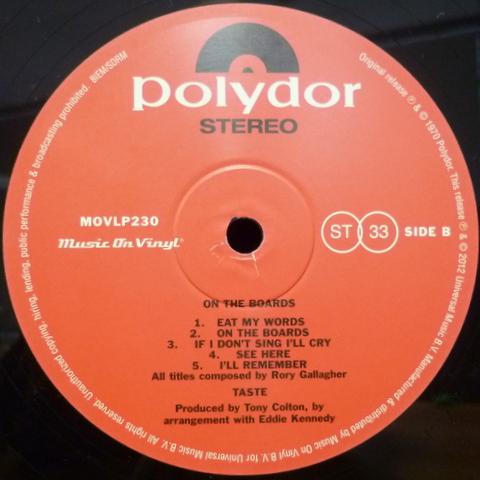 polydor
STEREO
MOVLP230
Music On Vinyl®
ST 33 SIDE B
ON THE BOARDS
1. EAT MY WORDS
2. ON THE BOARDS
3. IF I DON'T SING I'LL CRY
4. SEE HERE
5. I'LL REMEMBER
All titles composed by Rory Gallagher
TASTE
Produced by Tony Colton, by
arrangement with Eddie Kennedy
Original release ℗ & © 1970 Polydor. This release ℗ & © 2012 Universal Music B.V. Manufactured & distributed by Music On Vinyl B.V. for Universal Music B.V. All rights reserved. Unauthorized copying, hiring, lending, public performance & broadcasting prohibited. BIEM/SDRM